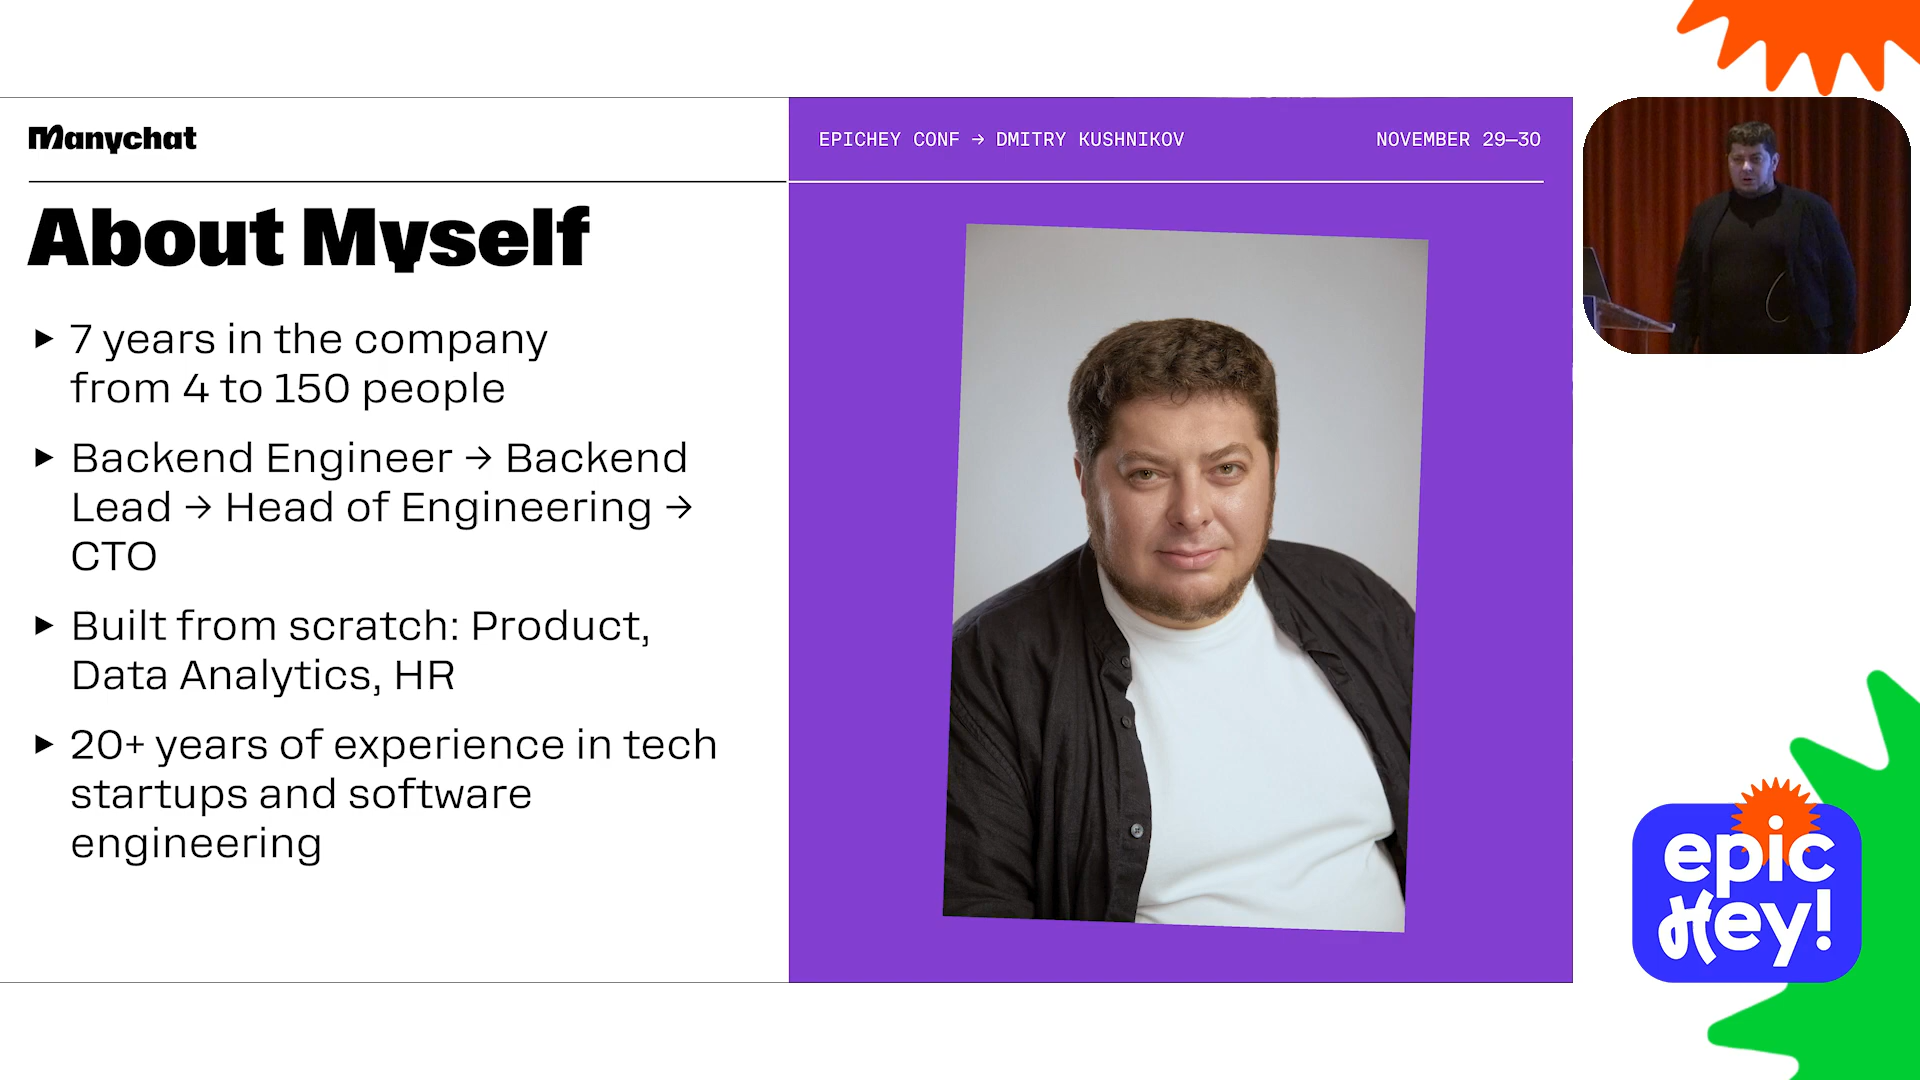 Manychat
EPICHEY CONF → DMITRY KUSHNIKOV
NOVEMBER 29—30
About Myself
▶ 7 years in the company
from 4 to 150 people
▶ Backend Engineer → Backend
Lead → Head of Engineering →
CTO
▶ Built from scratch: Product,
Data Analytics, HR
▶ 20+ years of experience in tech
startups and software
engineering
epic
Hey!